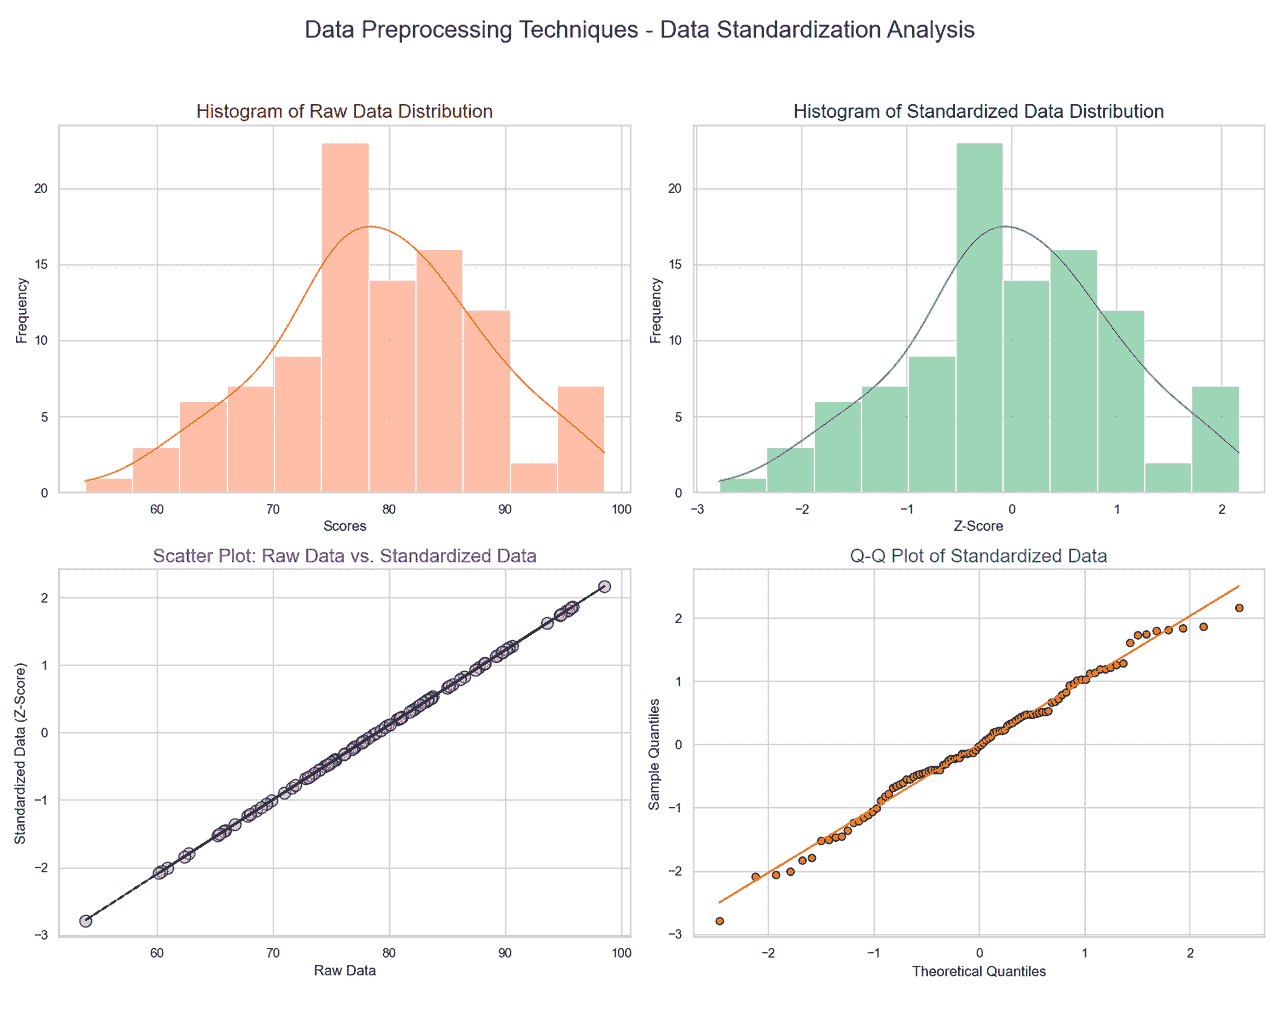 Data Preprocessing Techniques - Data Standardization Analysis
Histogram of Raw Data Distribution
Frequency
20
15
10
5
0
60 70 80 90 100
Scores
Histogram of Standardized Data Distribution
Frequency
20
15
10
5
0
−3 −2 −1 0 1 2
Z-Score
Scatter Plot: Raw Data vs. Standardized Data
Standardized Data (Z-Score)
2
1
0
−1
−2
−3
60 70 80 90 100
Raw Data
Q-Q Plot of Standardized Data
Sample Quantiles
2
1
0
−1
−2
−3
−2 −1 0 1 2
Theoretical Quantiles